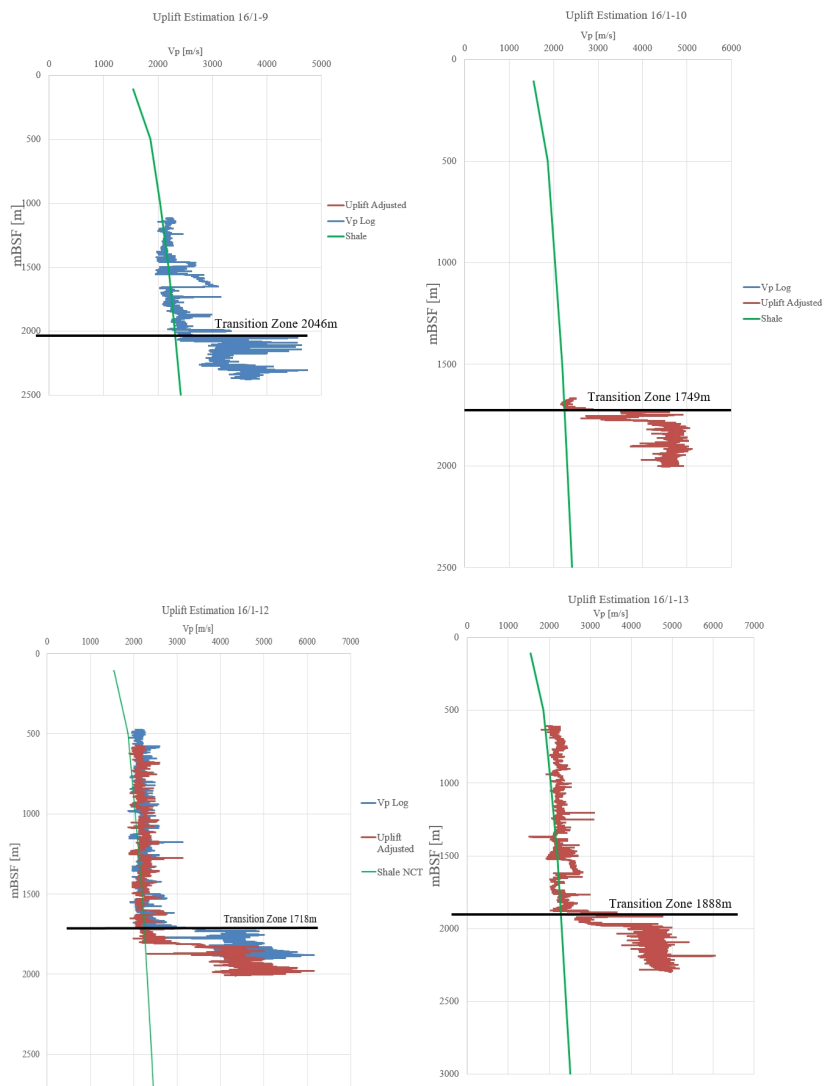 Uplift Estimation 16/1-9
Vp [m/s]
0 1000 2000 3000 4000 5000
0
500
1000
1500
2000
2500
mBSF [m]
Transition Zone 2046m
Uplift Adjusted
Vp Log
Shale
Uplift Estimation 16/1-10
Vp [m/s]
0 1000 2000 3000 4000 5000 6000
0
500
1000
1500
2000
2500
mBSF [m]
Transition Zone 1749m
Vp Log
Uplift Adjusted
Shale
Uplift Estimation 16/1-12
Vp [m/s]
0 1000 2000 3000 4000 5000 6000 7000
0
500
1000
1500
2000
2500
mBSF [m]
Transition Zone 1718m
Vp Log
Uplift
Adjusted
Shale NCT
Uplift Estimation 16/1-13
Vp [m/s]
0 1000 2000 3000 4000 5000 6000 7000
0
500
1000
1500
2000
2500
3000
mBSF [m]
Transition Zone 1888m